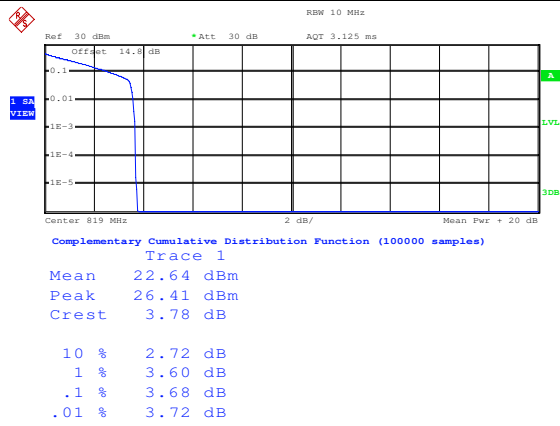 RBW 10 MHz
Ref 30 dBm *Att 30 dB AQT 3.125 ms
Offset 14.8 dB
0.1
A
0.01
1 SA
VIEW
1E-3
LVL
1E-4
1E-5
3DB
Center 819 MHz 2 dB/ Mean Pwr + 20 dB
Complementary Cumulative Distribution Function (100000 samples)
Trace 1
Mean 22.64 dBm
Peak 26.41 dBm
Crest 3.78 dB
10 % 2.72 dB
1 % 3.60 dB
.1 % 3.68 dB
.01 % 3.72 dB